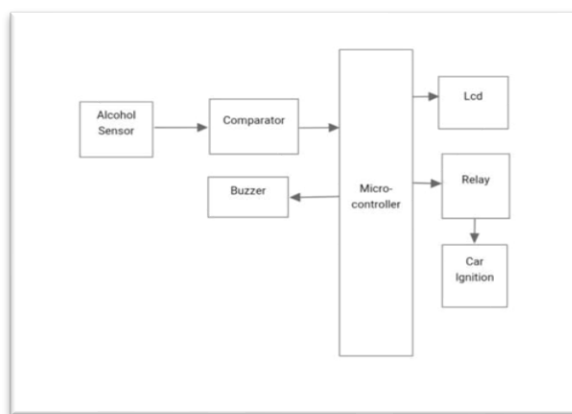 Alcohol
Sensor
Comparator
Buzzer
Micro-
controller
Lcd
Relay
Car
Ignition